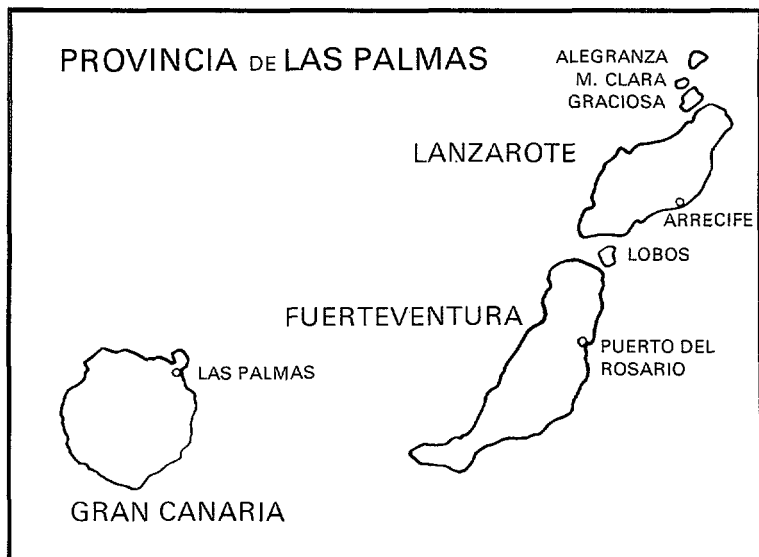 PROVINCIA DE LAS PALMAS
ALEGRANZA
M. CLARA
GRACIOSA
LANZAROTE
ARRECIFE
LOBOS
FUERTEVENTURA
PUERTO DEL
ROSARIO
LAS PALMAS
GRAN CANARIA